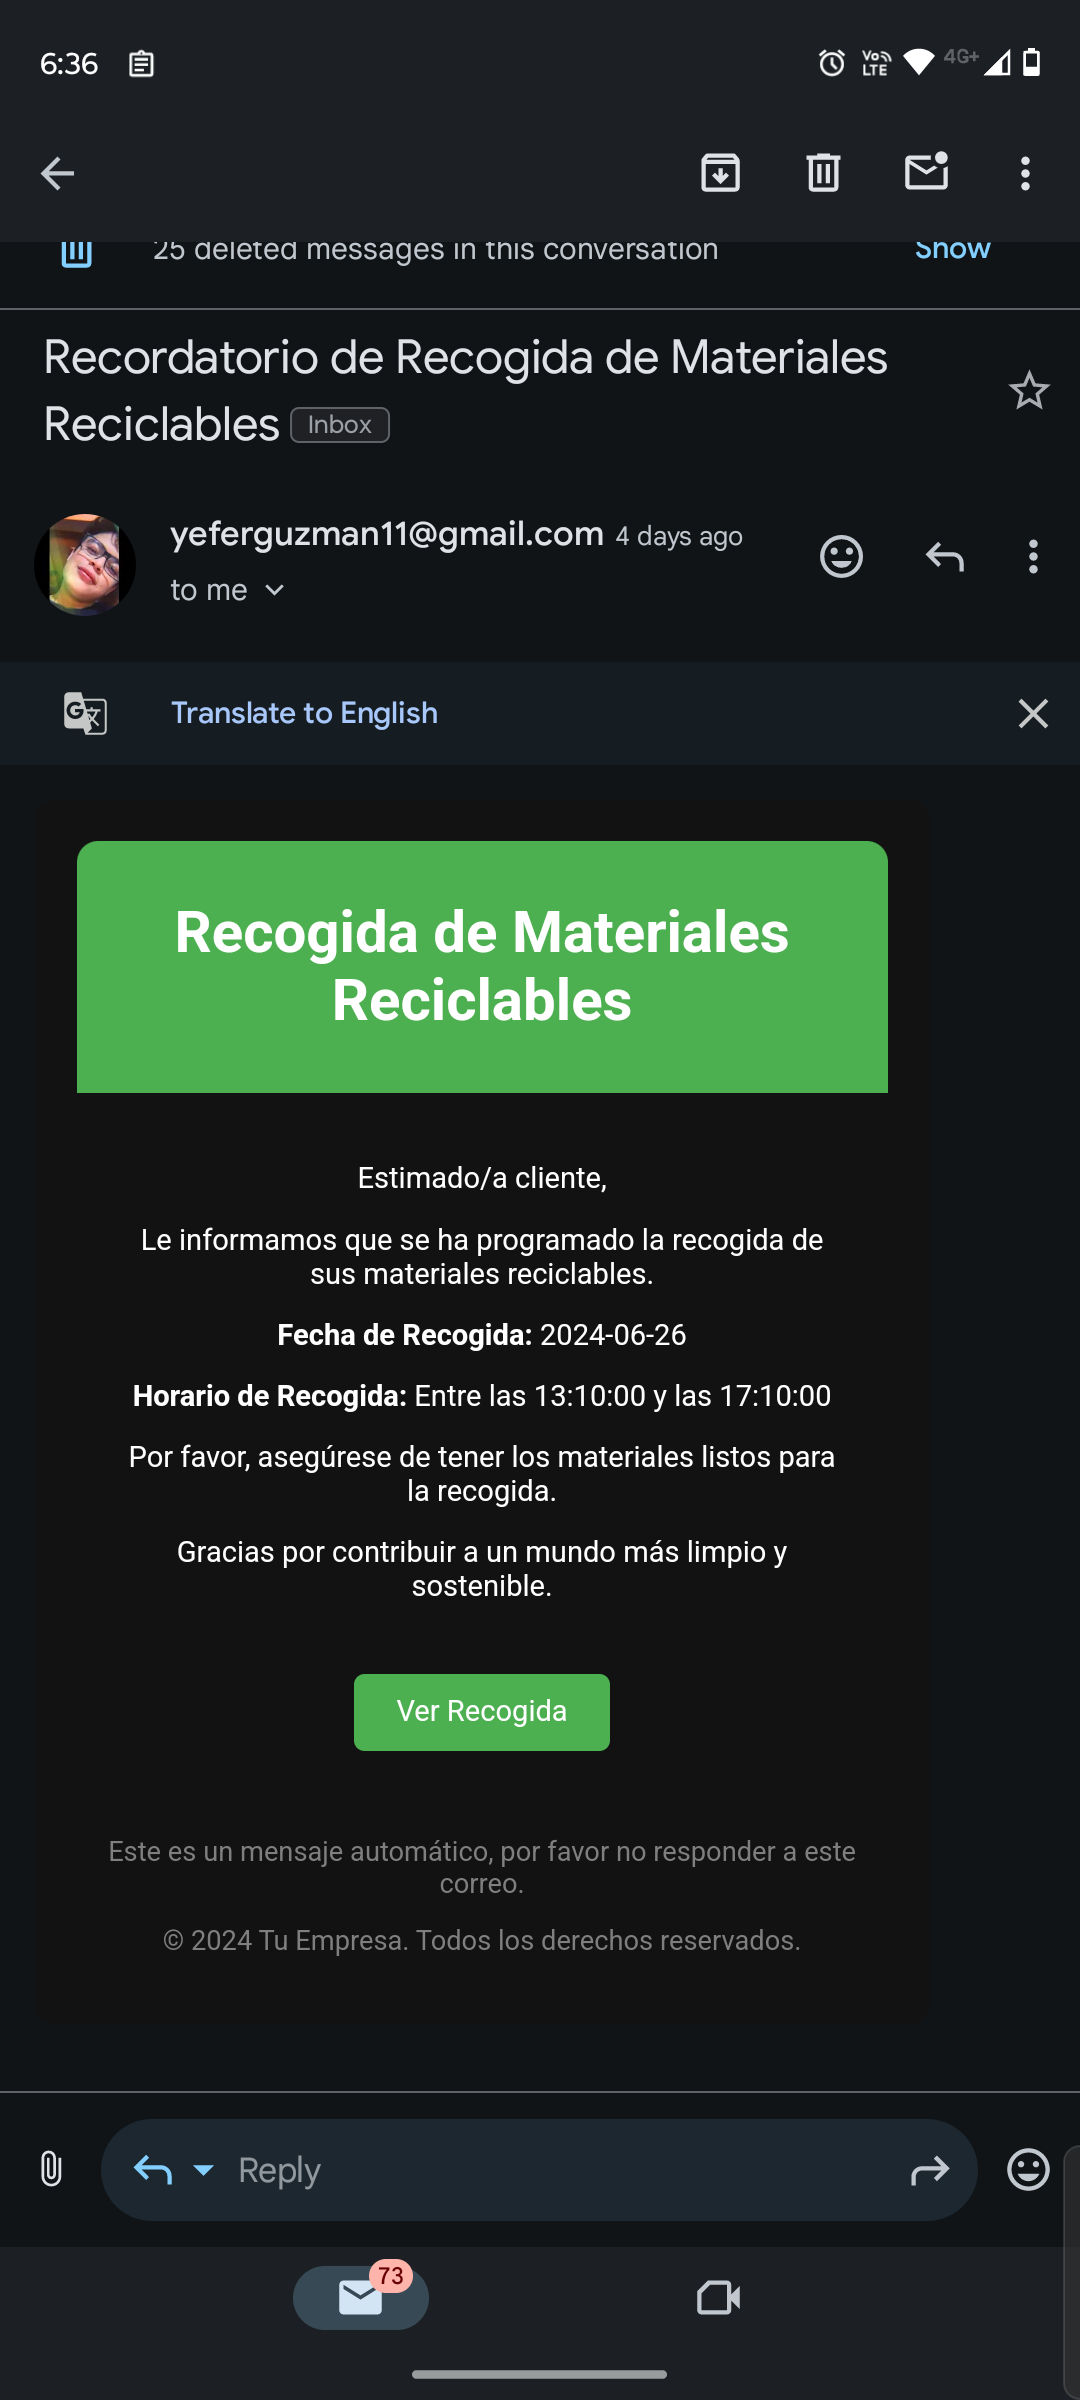 6:36
Vo LTE 4G+
25 deleted messages in this conversation Show
Recordatorio de Recogida de Materiales
Reciclables Inbox
yeferguzman11@gmail.com 4 days ago
to me
G文 Translate to English
Recogida de Materiales
Reciclables
Estimado/a cliente,
Le informamos que se ha programado la recogida de
sus materiales reciclables.
Fecha de Recogida: 2024-06-26
Horario de Recogida: Entre las 13:10:00 y las 17:10:00
Por favor, asegúrese de tener los materiales listos para
la recogida.
Gracias por contribuir a un mundo más limpio y
sostenible.
Ver Recogida
Este es un mensaje automático, por favor no responder a este
correo.
© 2024 Tu Empresa. Todos los derechos reservados.
Reply
73